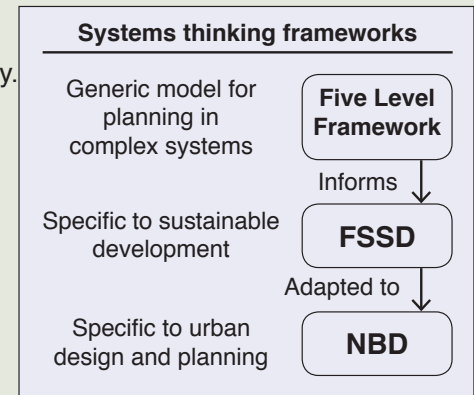 y.
Systems thinking frameworks
Generic model for
planning in
complex systems
Five Level
Framework
Informs
Specific to sustainable
development
FSSD
Adapted to
Specific to urban
design and planning
NBD